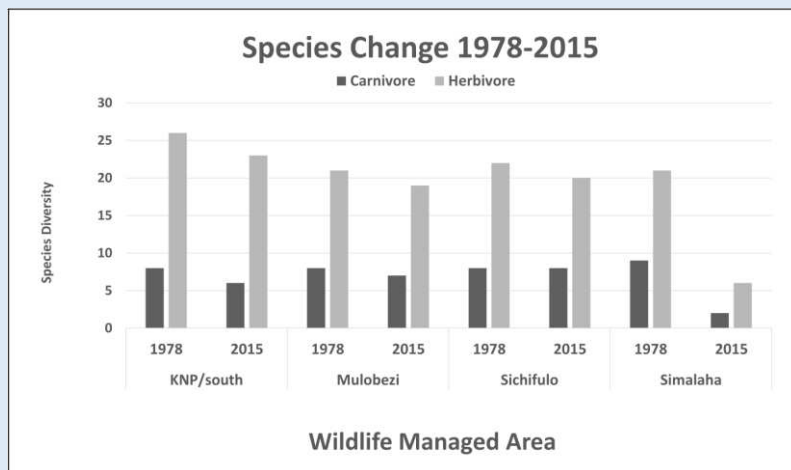 Species Change 1978-2015
Carnivore Herbivore
30
25
20
15
10
5
0
Species Diversity
1978 2015 1978 2015 1978 2015 1978 2015
KNP/south Mulobezi Sichifulo Simalaha
Wildlife Managed Area